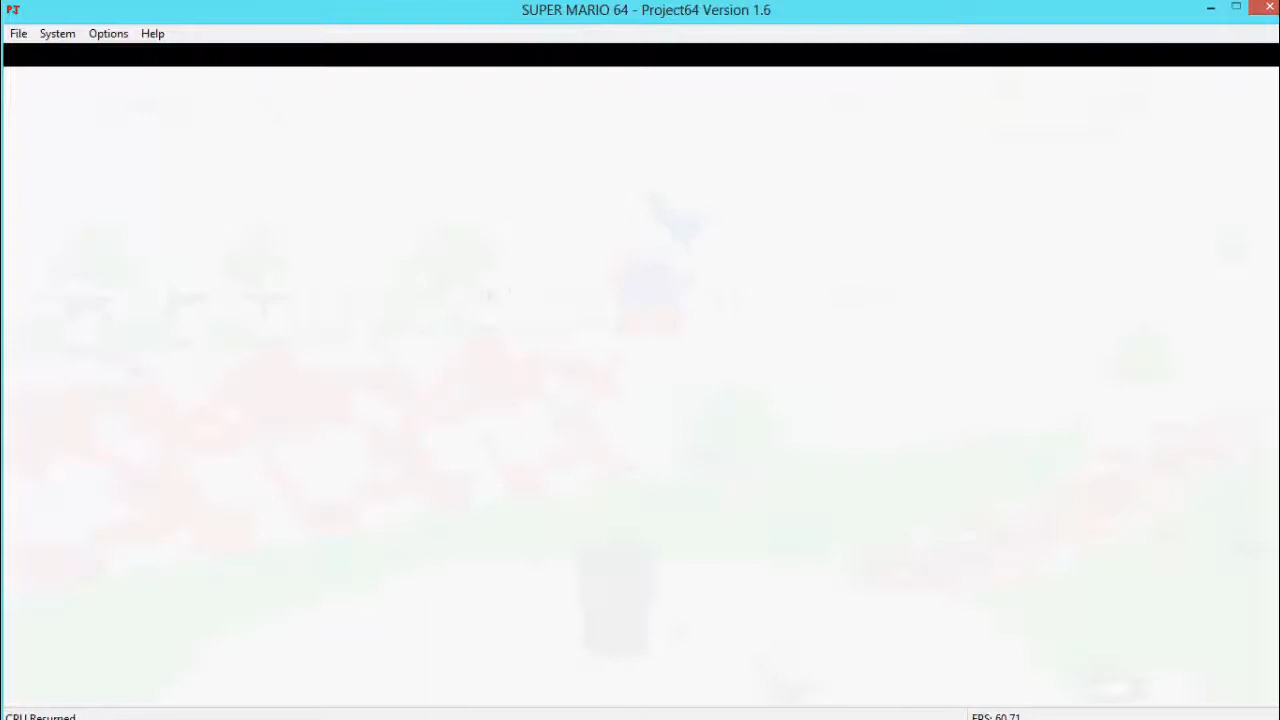 SUPER MARIO 64 - Project64 Version 1.6
File System Options Help
CPU Resumed FPS: 60.71